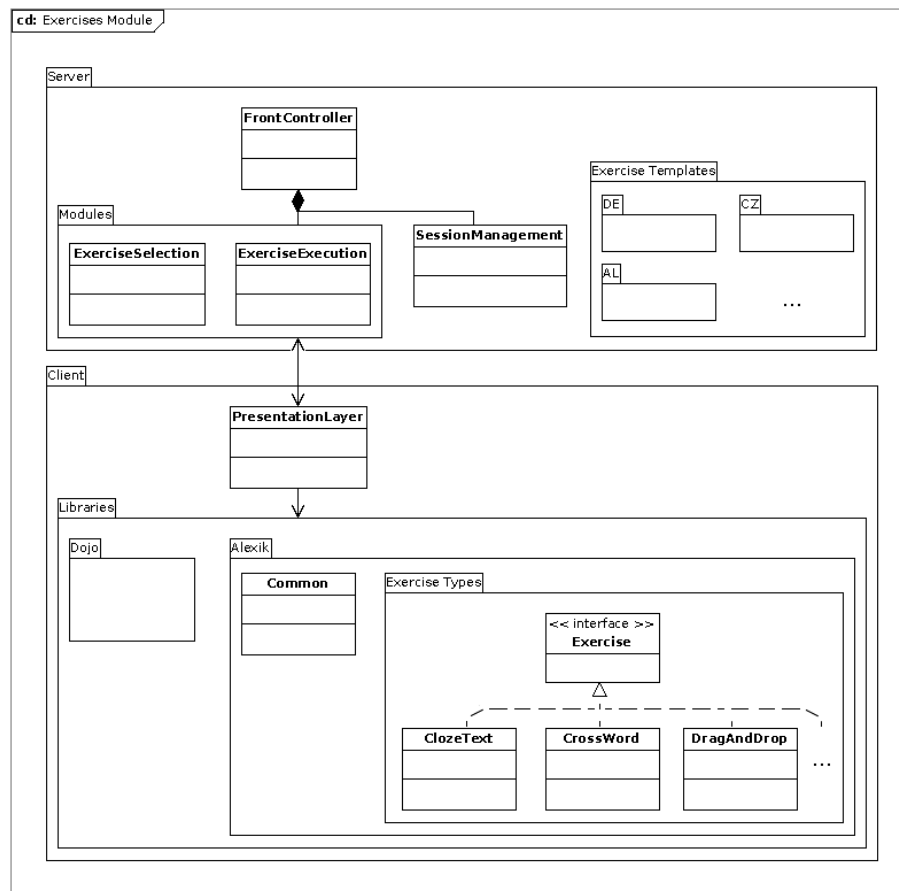 cd: Exercises Module
Server
FrontController
Exercise Templates
DE
CZ
Modules
SessionManagement
ExerciseSelection
ExerciseExecution
AL
...
Client
PresentationLayer
Libraries
Dojo
Alexik
Common
Exercise Types
<< interface >>
Exercise
ClozeText
CrossWord
DragAndDrop
...